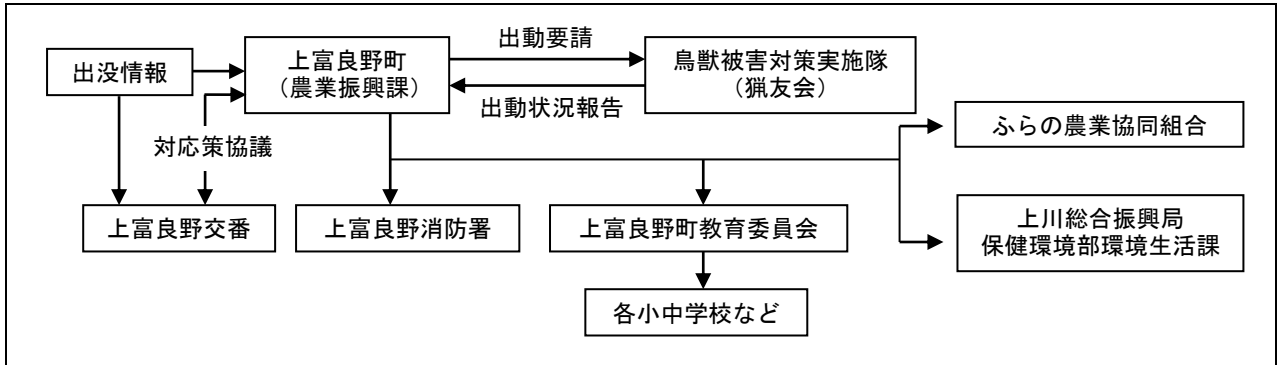 出没情報
上富良野町
（農業振興課）
出動要請
出動状況報告
鳥獣被害対策実施隊
（猟友会）
対応策協議
ふらの農業協同組合
上富良野交番
上富良野消防署
上富良野町教育委員会
上川総合振興局
保健環境部環境生活課
各小中学校など